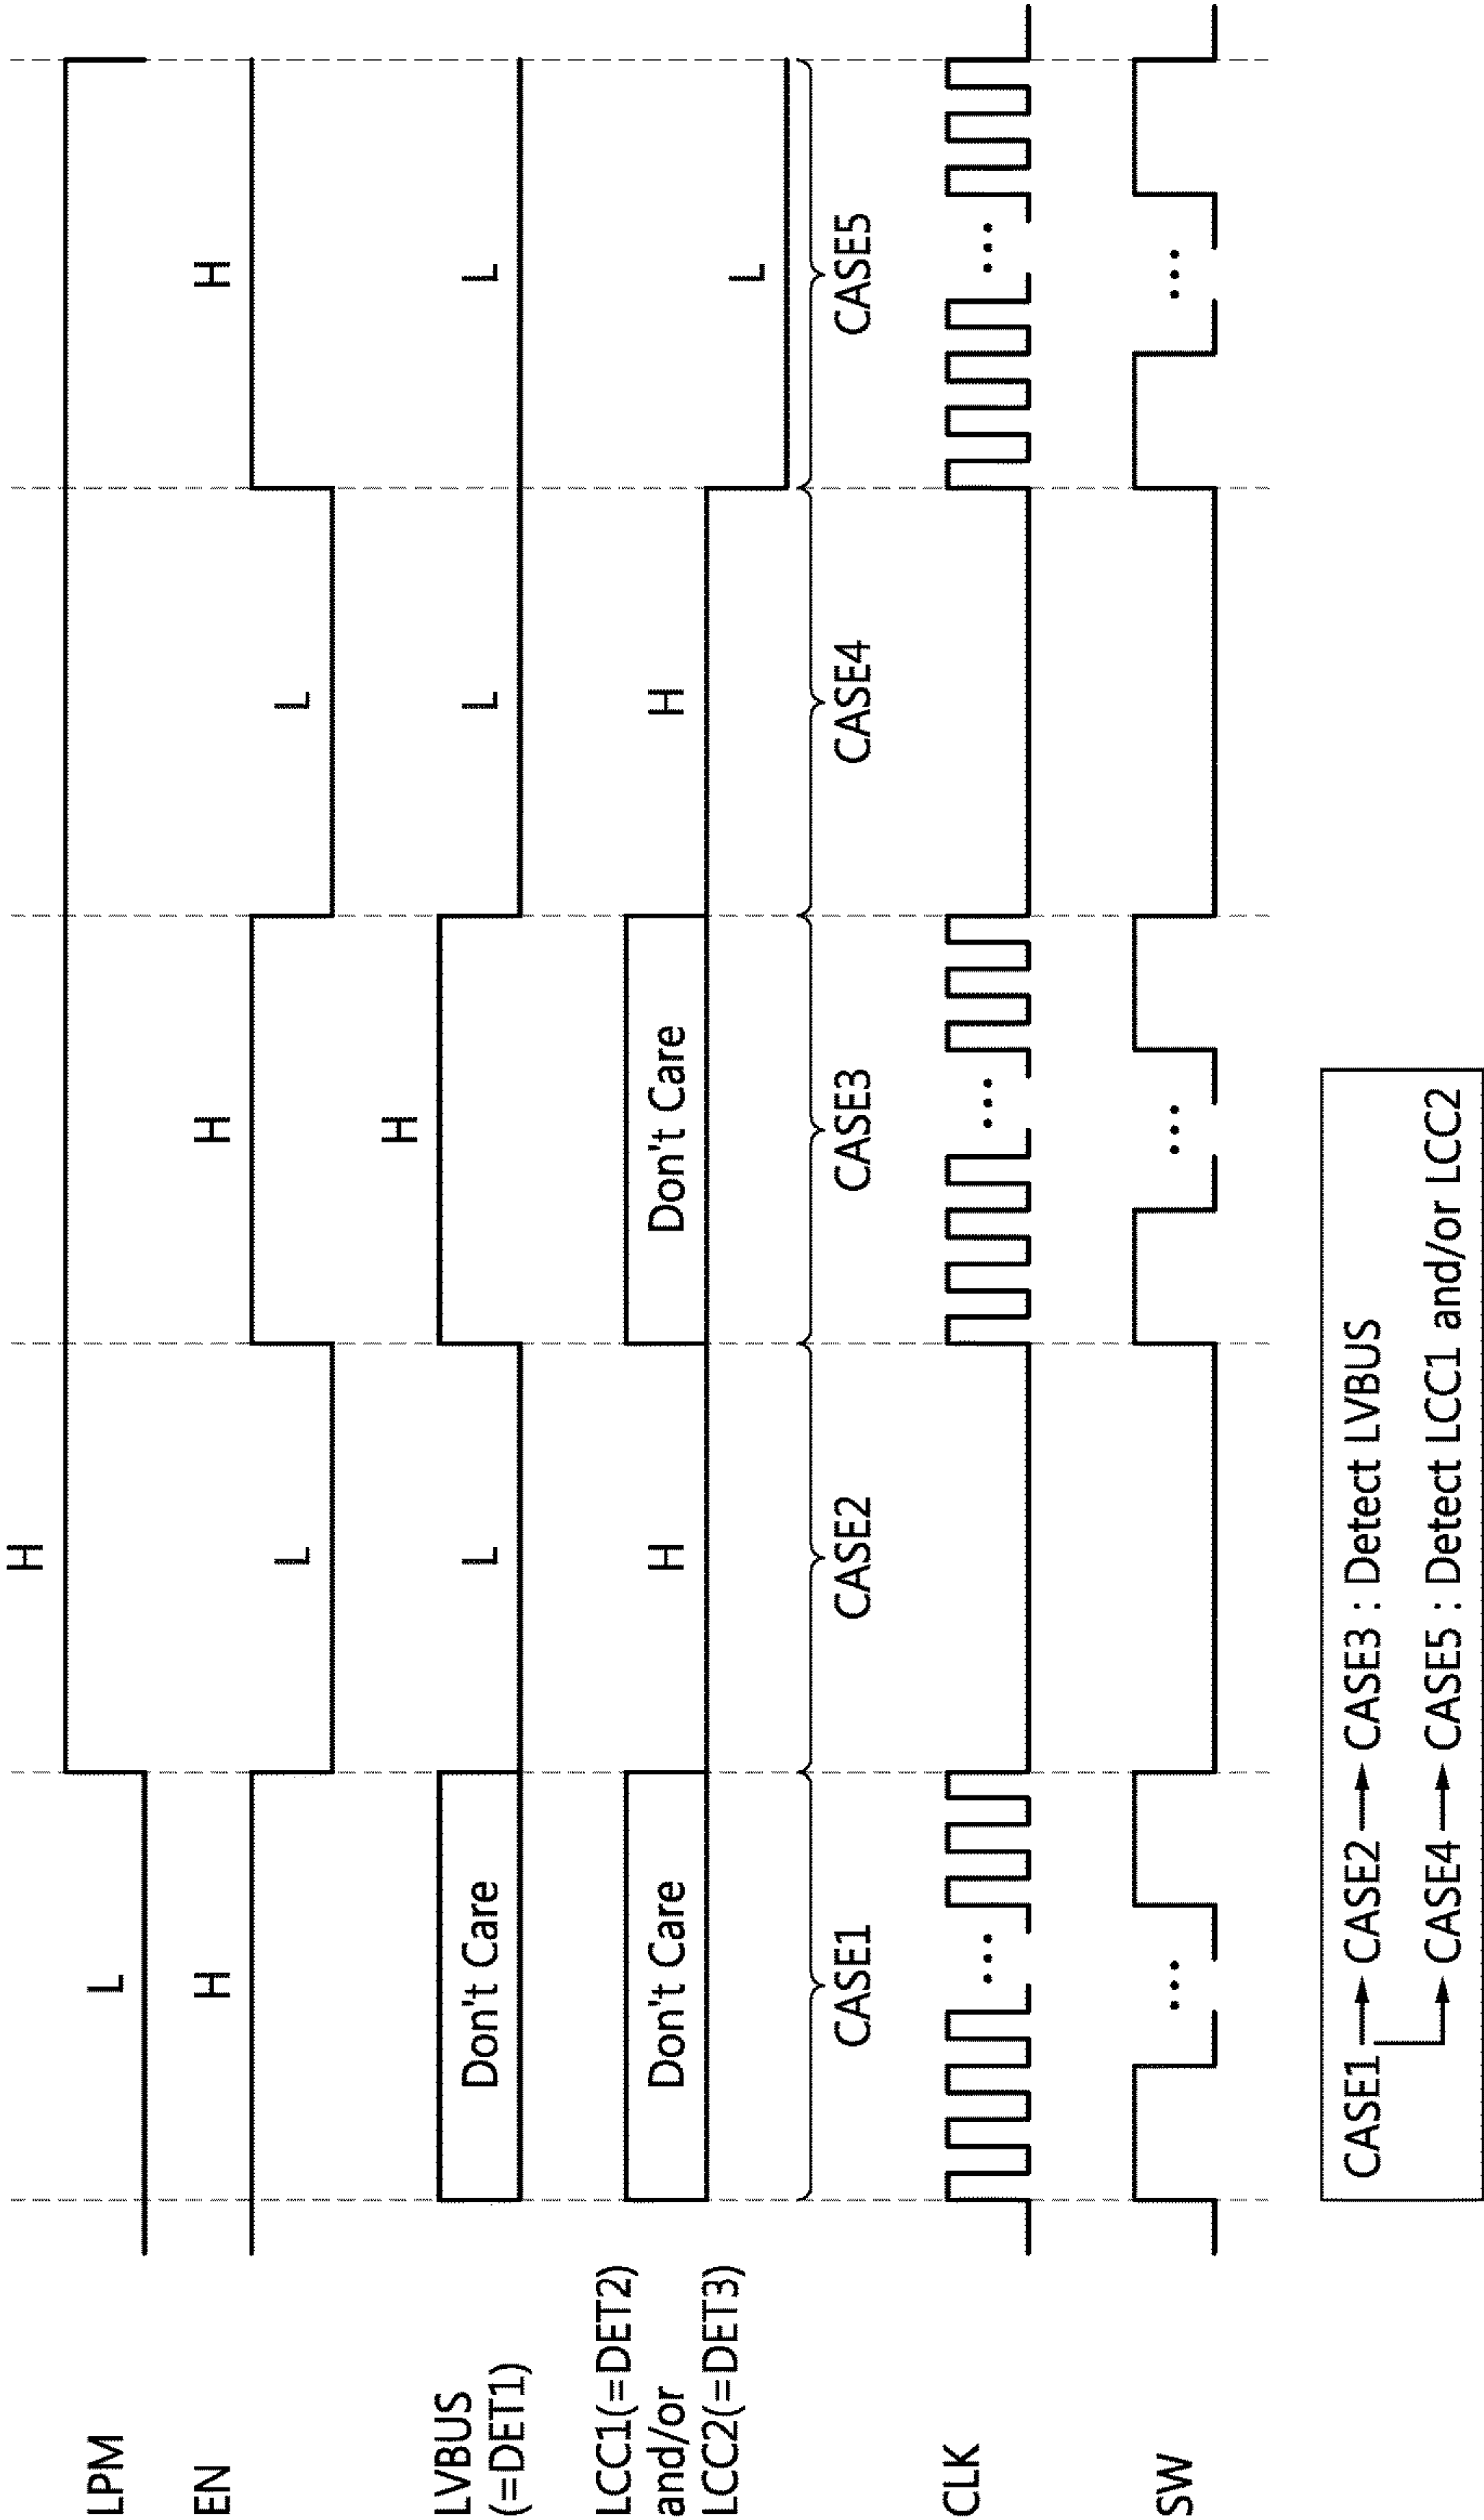 LPM
L
H
EN
H
L
H
L
H
LVBUS
(=DET1)
Don't Care
L
H
L
L
LCC1(=DET2)
and/or
LCC2(=DET3)
Don't Care
H
Don't Care
H
L
CASE1
CASE2
CASE3
CASE4
CASE5
CLK
...
...
...
SW
...
...
...
CASE1 → CASE2 → CASE3 : Detect LVBUS
CASE4 → CASE5 : Detect LCC1 and/or LCC2